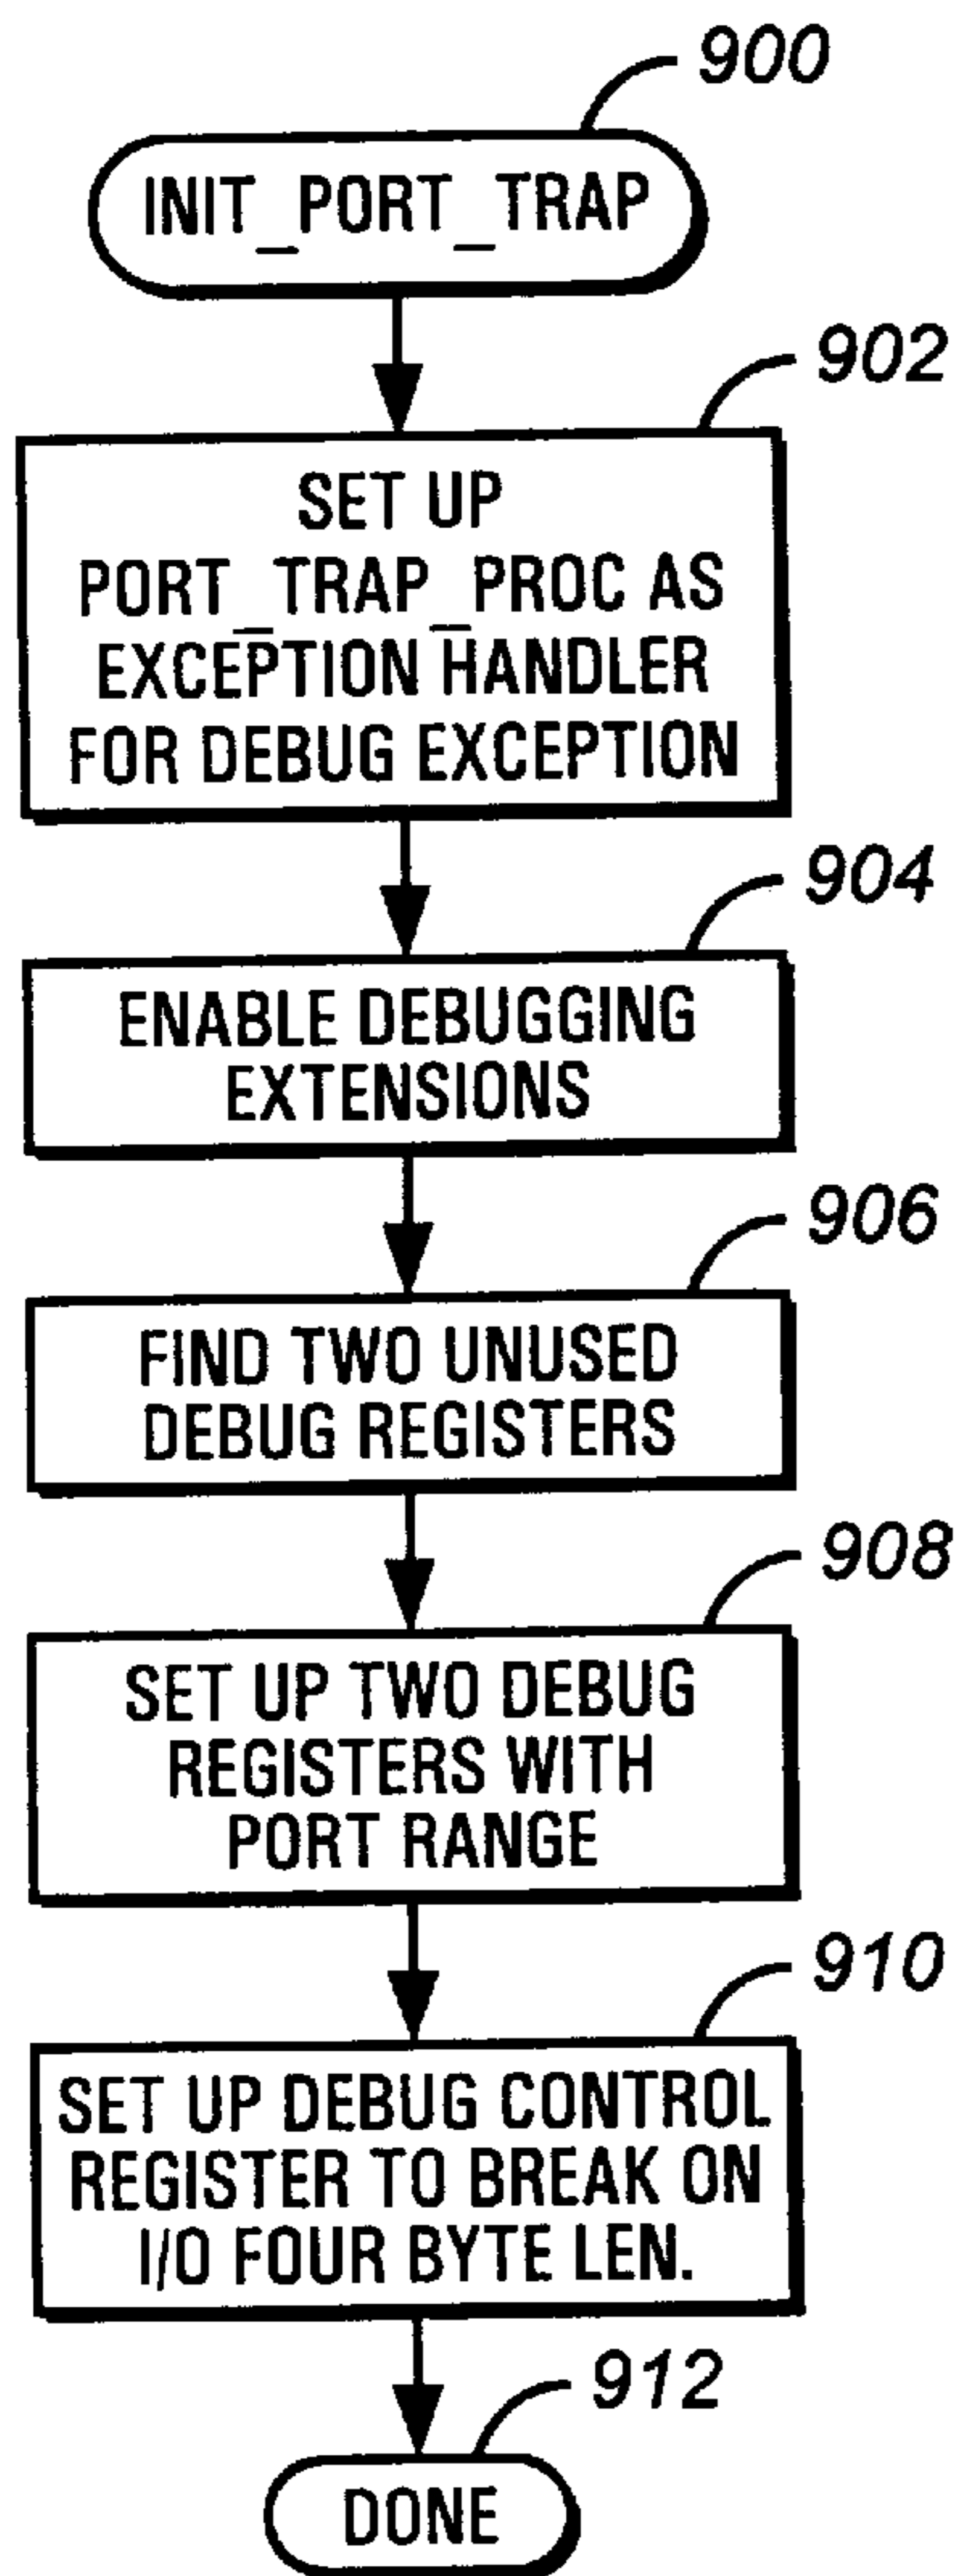 900
INIT_PORT_TRAP
902
SET UP
PORT_TRAP_PROC AS
EXCEPTION HANDLER
FOR DEBUG EXCEPTION
904
ENABLE DEBUGGING
EXTENSIONS
906
FIND TWO UNUSED
DEBUG REGISTERS
908
SET UP TWO DEBUG
REGISTERS WITH
PORT RANGE
910
SET UP DEBUG CONTROL
REGISTER TO BREAK ON
I/O FOUR BYTE LEN.
912
DONE